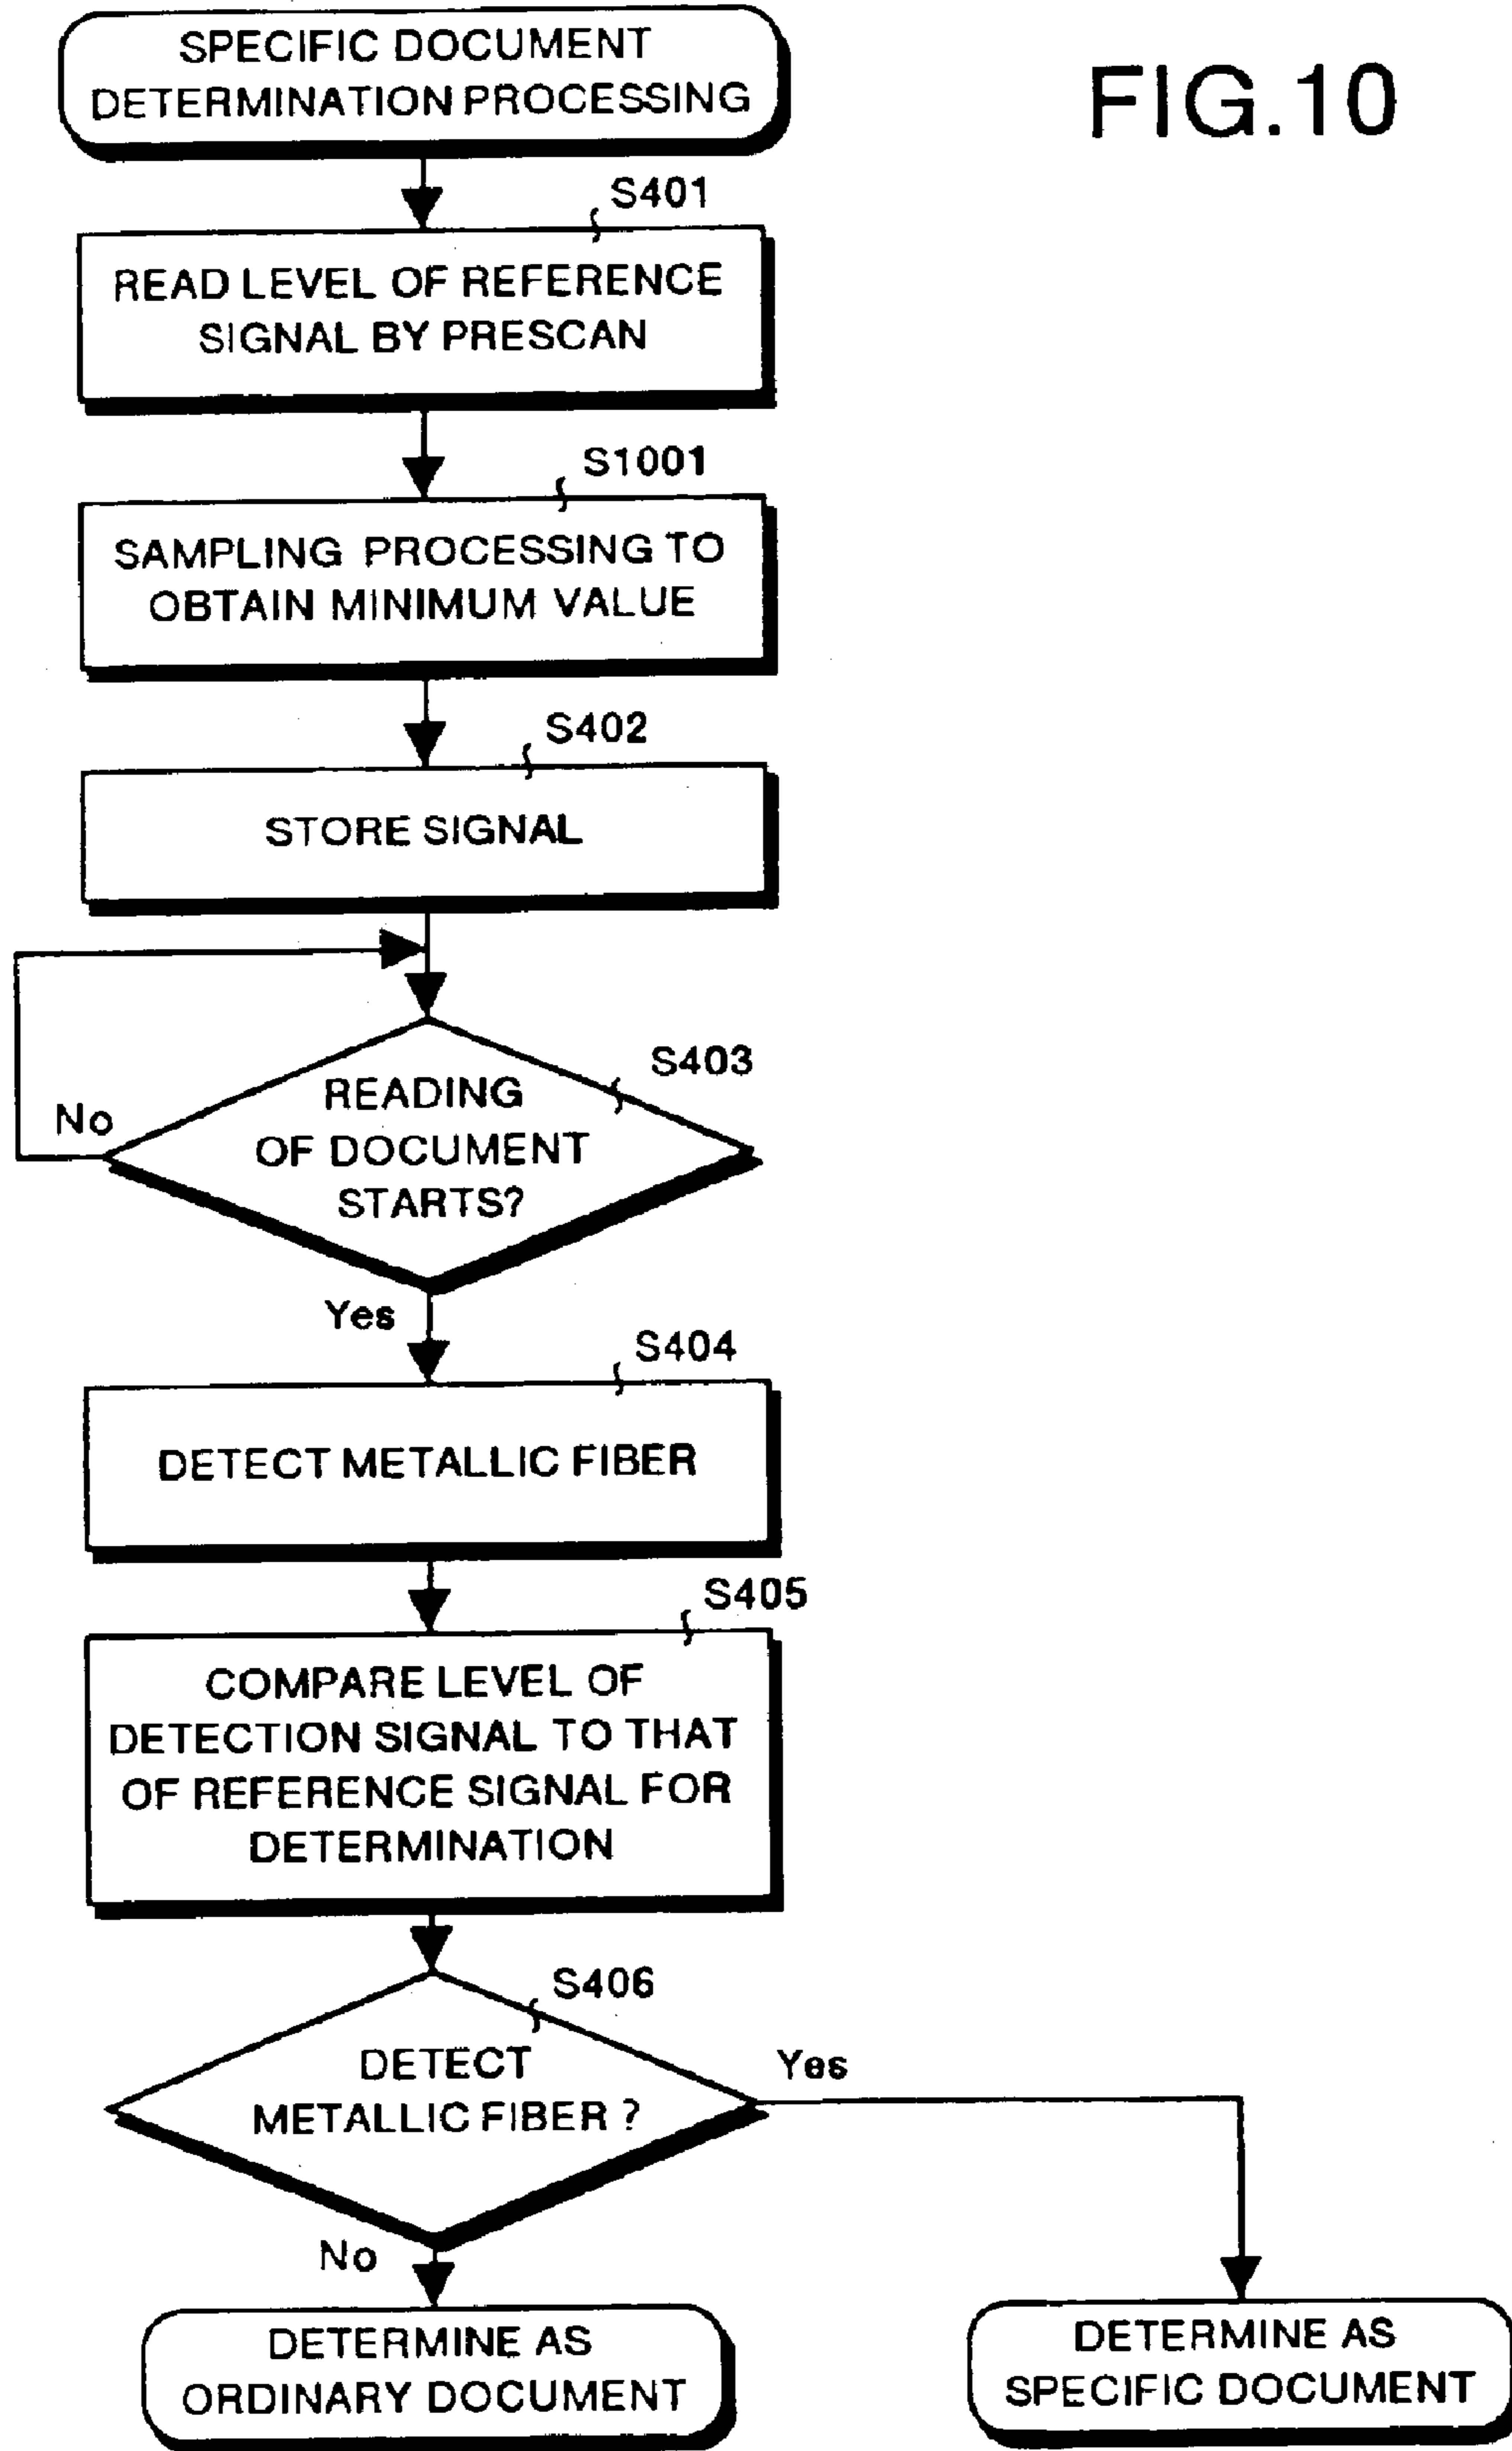 SPECIFIC DOCUMENT
DETERMINATION PROCESSING
FIG.10
S401
READ LEVEL OF REFERENCE
SIGNAL BY PRESCAN
S1001
SAMPLING PROCESSING TO
OBTAIN MINIMUM VALUE
S402
STORE SIGNAL
S403
READING
OF DOCUMENT
STARTS?
No
Yes
S404
DETECT METALLIC FIBER
S405
COMPARE LEVEL OF
DETECTION SIGNAL TO THAT
OF REFERENCE SIGNAL FOR
DETERMINATION
S406
DETECT
METALLIC FIBER ?
Yes
No
DETERMINE AS
ORDINARY DOCUMENT
DETERMINE AS
SPECIFIC DOCUMENT